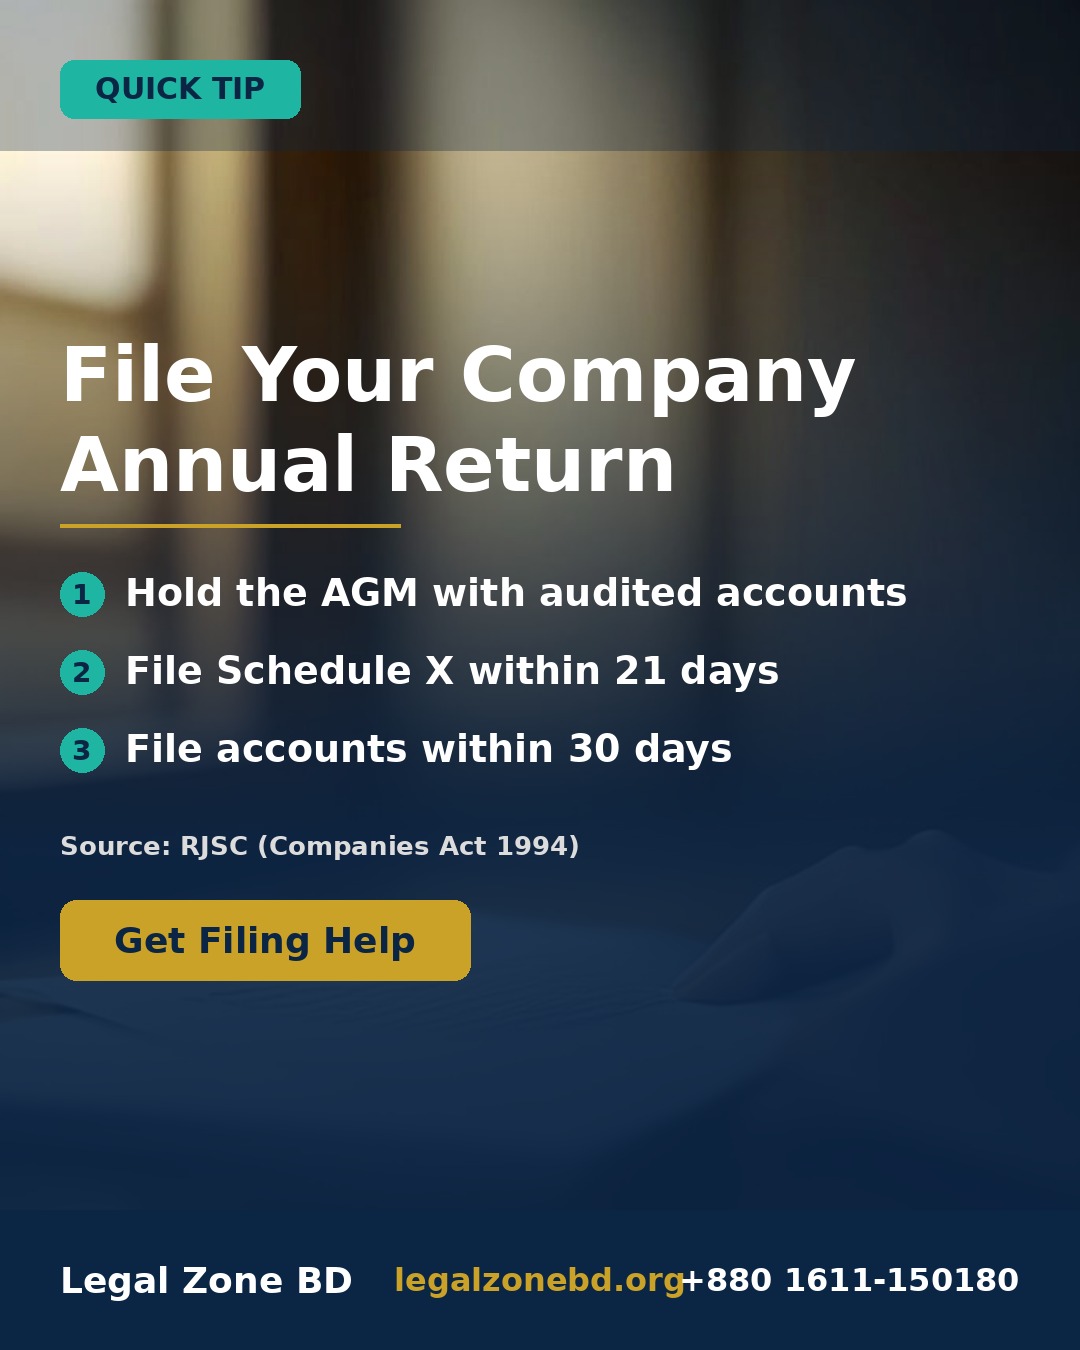 QUICK TIP
File Your Company
Annual Return
1 Hold the AGM with audited accounts
2 File Schedule X within 21 days
3 File accounts within 30 days
Source: RJSC (Companies Act 1994)
Get Filing Help
Legal Zone BD legalzonebd.org +880 1611-150180